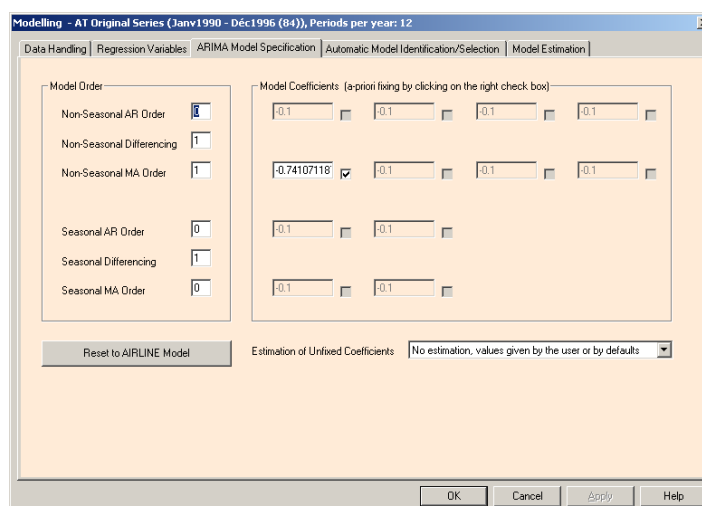 Modelling - AT Original Series (Janv1990 - Déc1996 (84)), Periods per year: 12
Data Handling Regression Variables ARIMA Model Specification Automatic Model Identification/Selection Model Estimation
Model Order
Model Coefficients (a-priori fixing by clicking on the right check box)
Non-Seasonal AR Order 0 -0.1 -0.1 -0.1 -0.1
Non-Seasonal Differencing 1
Non-Seasonal MA Order 1 -0.74107118 -0.1 -0.1 -0.1
Seasonal AR Order 0 -0.1 -0.1
Seasonal Differencing 1
Seasonal MA Order 0 -0.1 -0.1
Reset to AIRLINE Model Estimation of Unfixed Coefficients No estimation, values given by the user or by defaults
OK Cancel Apply Help